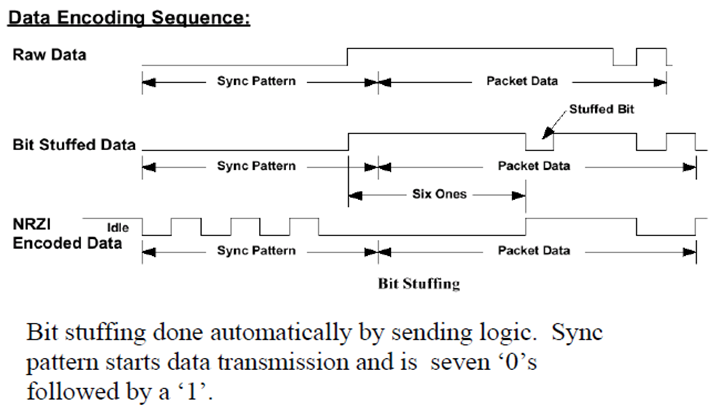 Data Encoding Sequence:
Raw Data
Sync Pattern
Packet Data
Stuffed Bit
Bit Stuffed Data
Sync Pattern
Packet Data
Six Ones
NRZI Idle
Encoded Data
Sync Pattern
Packet Data
Bit Stuffing
Bit stuffing done automatically by sending logic. Sync
pattern starts data transmission and is seven ‘0’s
followed by a ‘1’.